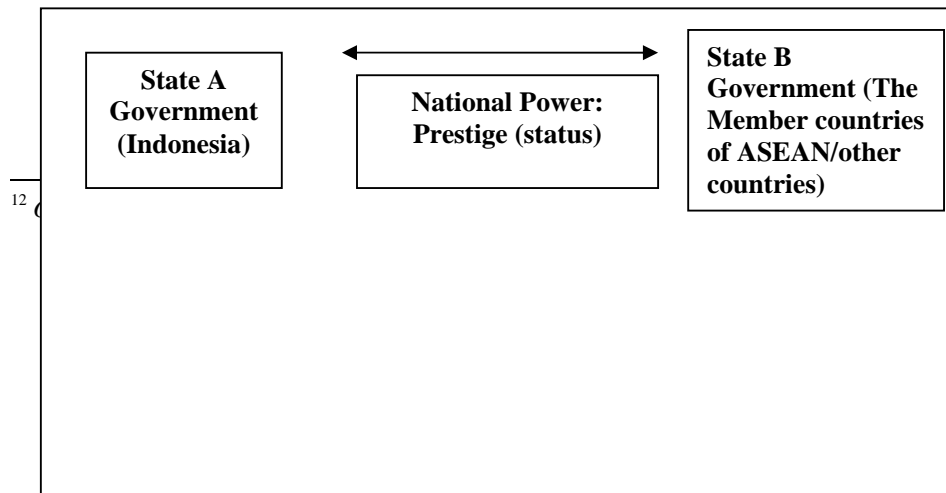 State A
Government
(Indonesia)
National Power:
Prestige (status)
State B
Government (The
Member countries
of ASEAN/other
countries)
12